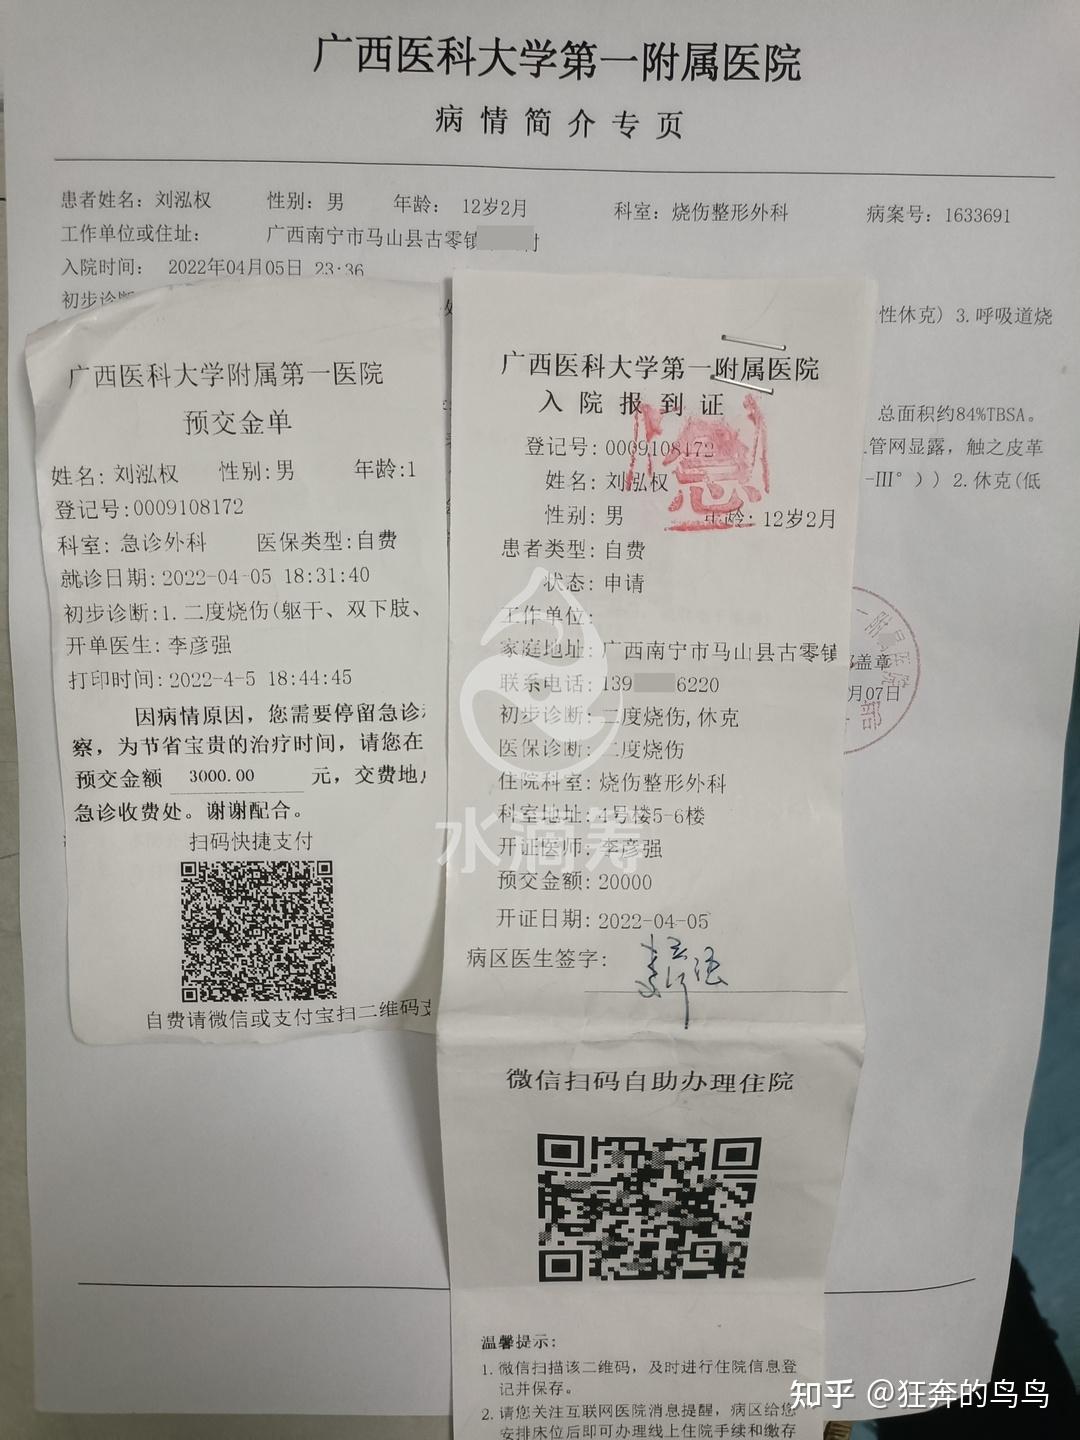 广西医科大学第一附属医院
病情简介专页
患者姓名：刘泓权 性别：男 年龄：12岁2月 科室：烧伤整形外科 病案号：1633691
工作单位或住址： 广西南宁市马山县古零镇
入院时间： 2022年04月05日 23:36
初步诊断
性休克) 3.呼吸道烧
总面积约84%TBSA。
管网显露，触之皮革
-Ⅲ°)) 2.休克(低
盖章
月07日
广西医科大学附属第一医院
预交金单
姓名:刘泓权 性别:男 年龄:1
登记号:0009108172
科室:急诊外科 医保类型:自费
就诊日期:2022-04-05 18:31:40
初步诊断:1.二度烧伤(躯干、双下肢、
开单医生:李彦强
打印时间:2022-4-5 18:44:45
因病情原因，您需要停留急诊
察，为节省宝贵的治疗时间，请您在
预交金额 3000.00 元，交费地
急诊收费处。谢谢配合。
扫码快捷支付
自费请微信或支付宝扫二维码支
广西医科大学第一附属医院
入院报到证
急
登记号:0009108172
姓名:刘泓权
性别:男 年龄:12岁2月
患者类型:自费
状态:申请
工作单位:
家庭地址:广西南宁市马山县古零镇
联系电话:139 6220
初步诊断:二度烧伤,休克
医保诊断:二度烧伤
住院科室:烧伤整形外科
科室地址:4号楼5-6楼
开证医师:李彦强
预交金额:20000
开证日期:2022-04-05
病区医生签字: 李彦强
微信扫码自助办理住院
温馨提示:
1.微信扫描该二维码，及时进行住院信息登
记并保存。
2.请您关注互联网医院消息提醒，病区给您
安排床位后即可办理线上住院手续和缴存
水滴筹
知乎 @狂奔的鸟鸟